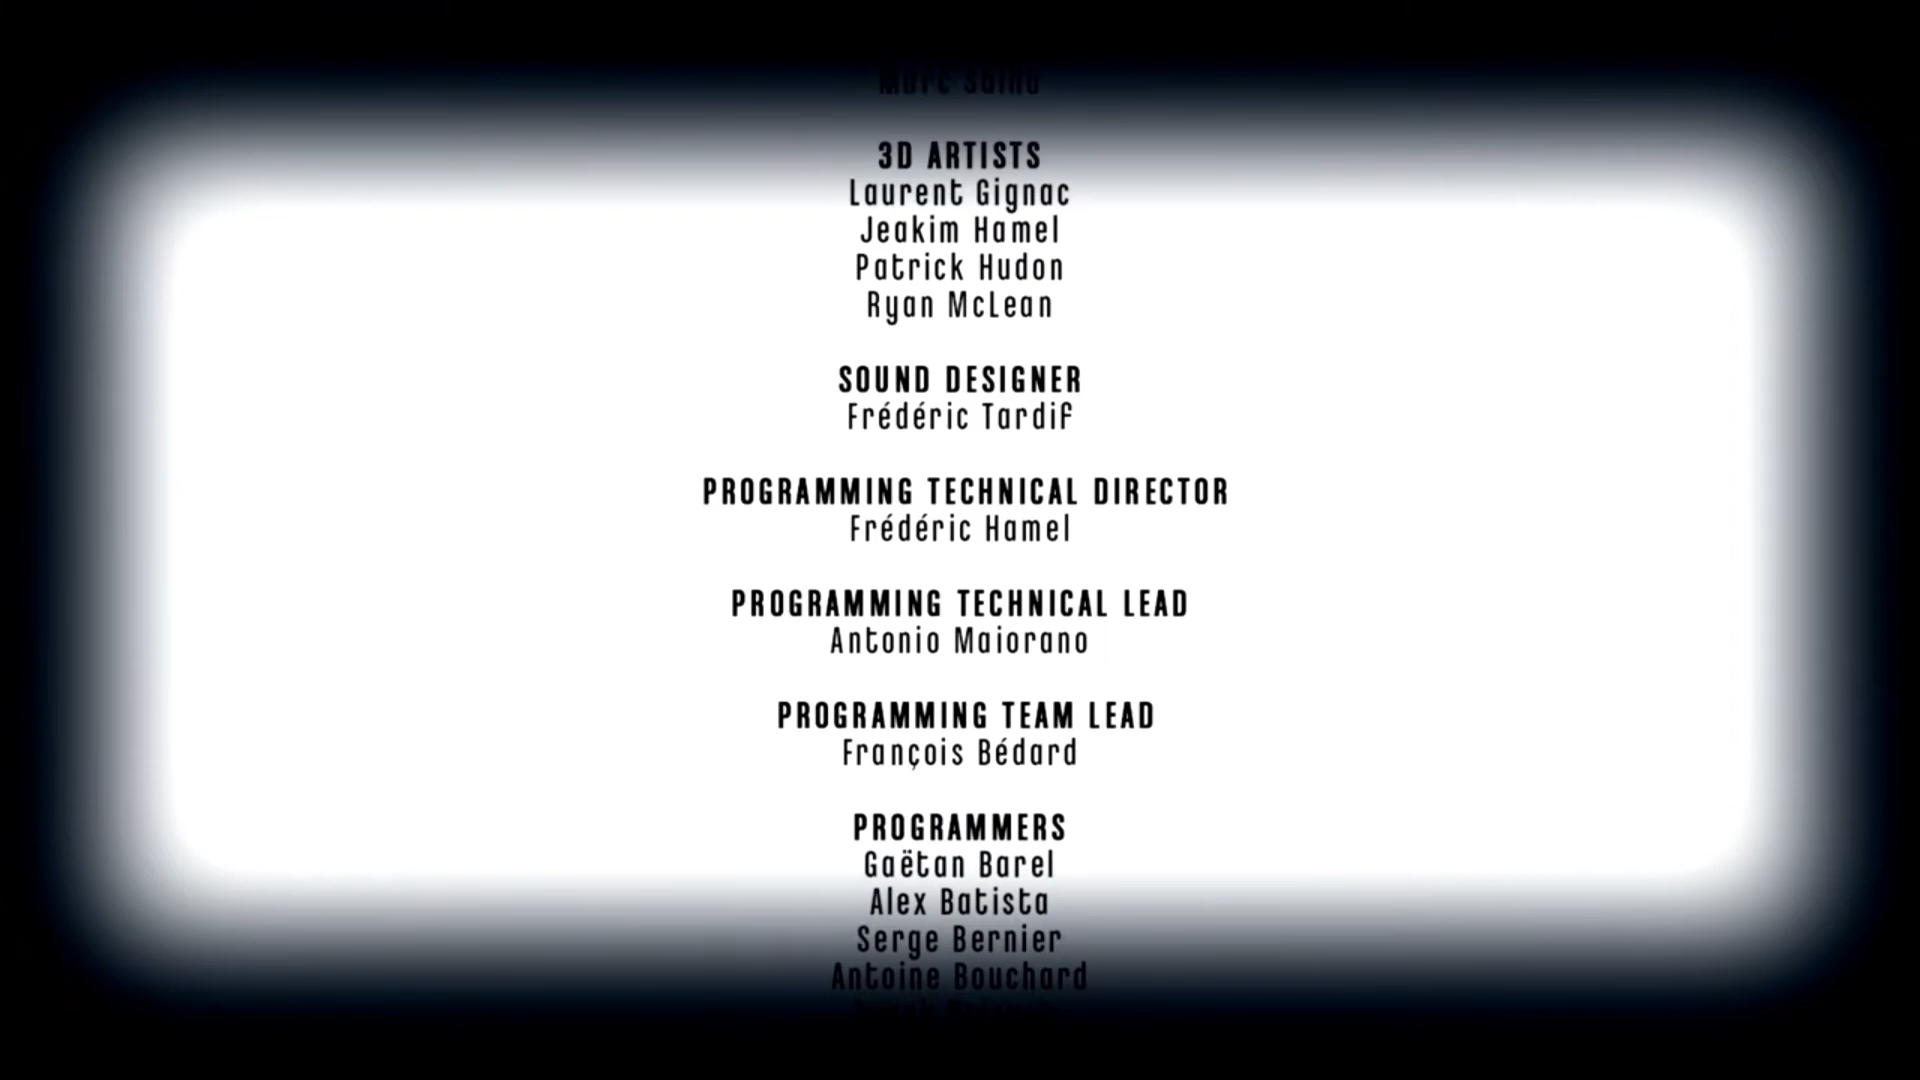 3D ARTISTS
Laurent Gignac
Jeakim Hamel
Patrick Hudon
Ryan McLean
SOUND DESIGNER
Frédéric Tardif
PROGRAMMING TECHNICAL DIRECTOR
Frédéric Hamel
PROGRAMMING TECHNICAL LEAD
Antonio Maiorano
PROGRAMMING TEAM LEAD
François Bédard
PROGRAMMERS
Gaëtan Barel
Alex Batista
Serge Bernier
Antoine Bouchard